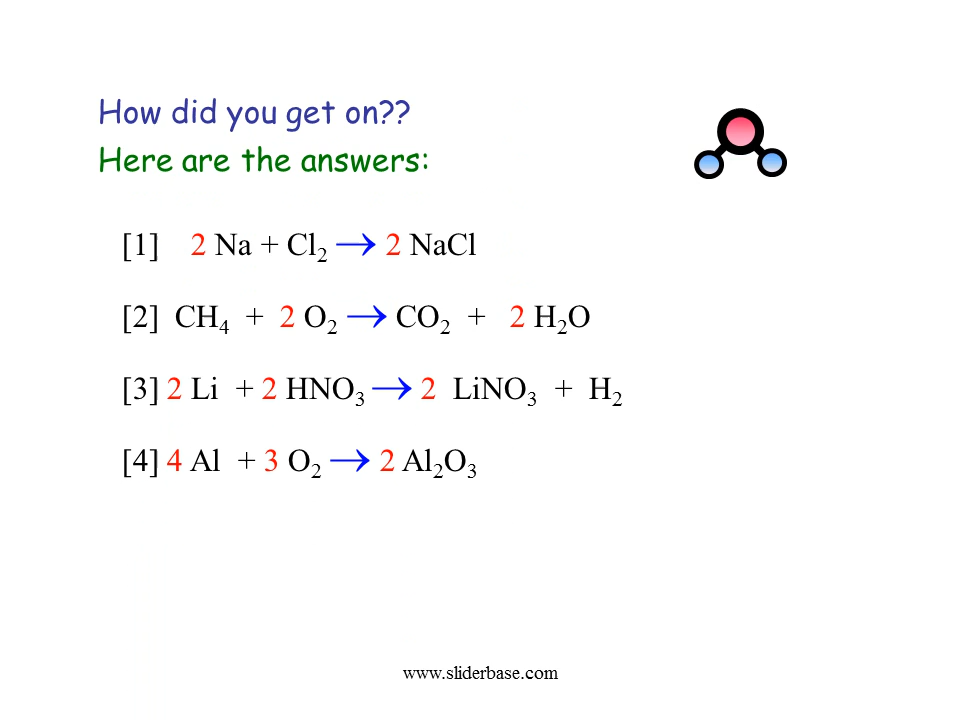 How did you get on??
Here are the answers:
[1] 2 Na + Cl₂ → 2 NaCl
[2] CH₄ + 2 O₂ → CO₂ + 2 H₂O
[3] 2 Li + 2 HNO₃ → 2 LiNO₃ + H₂
[4] 4 Al + 3 O₂ → 2 Al₂O₃
www.sliderbase.com